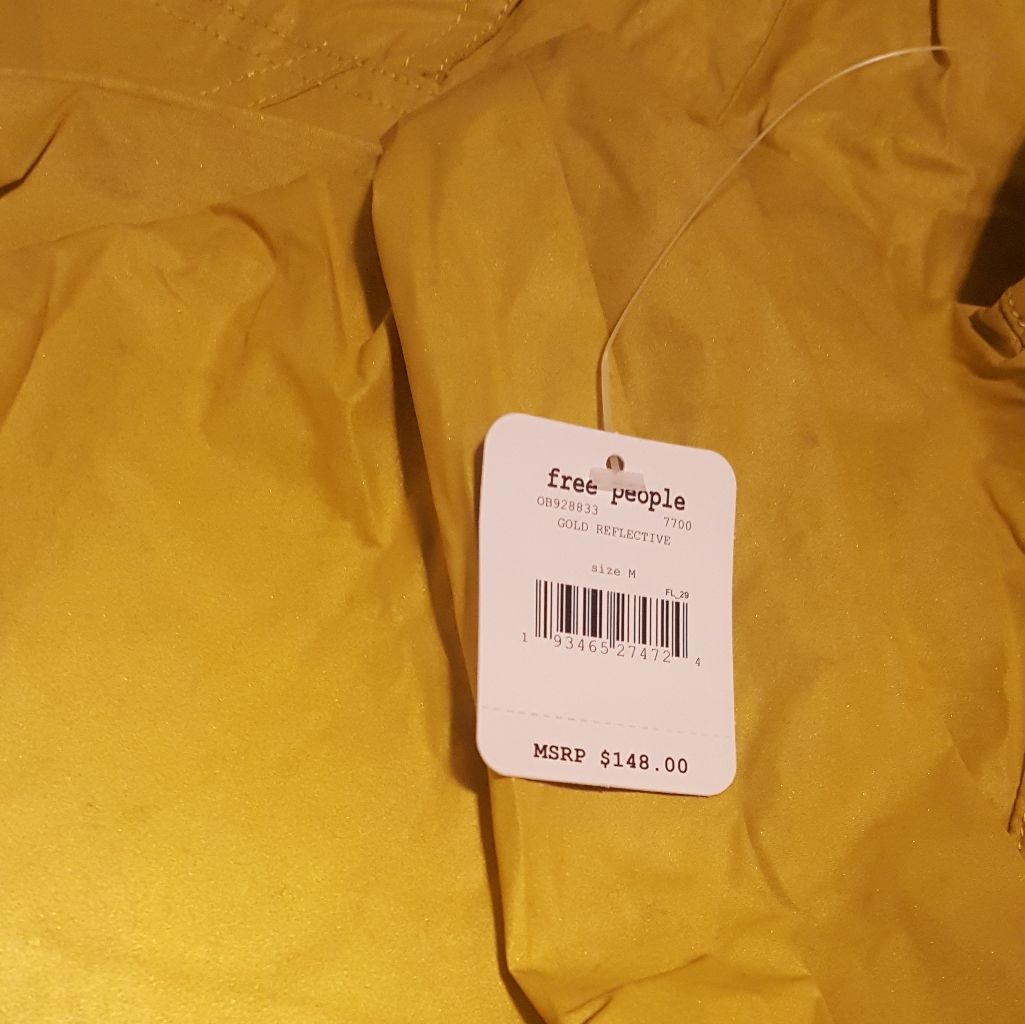 free people
OB928833 7700
GOLD REFLECTIVE
size M
FL_29
1 93465 27472 4
MSRP $148.00